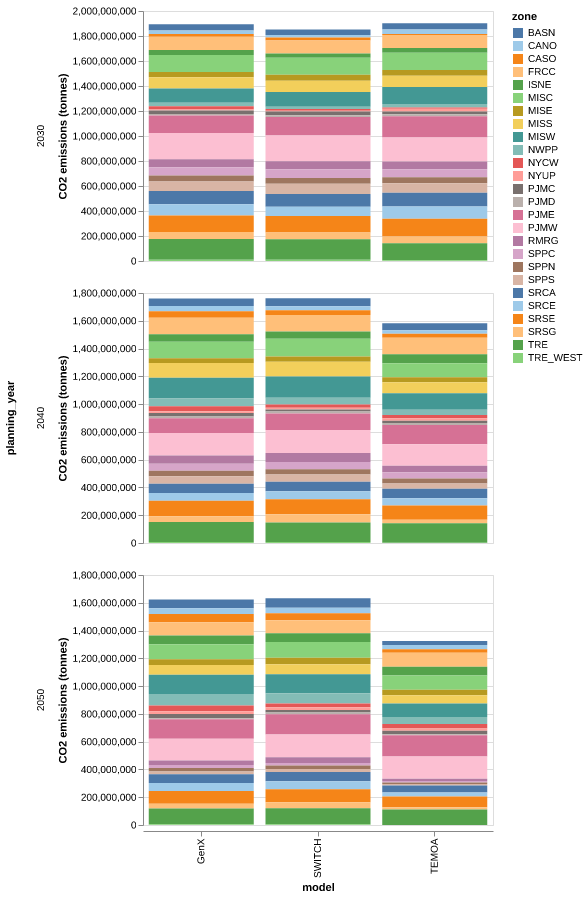 zone
BASN
CANO
CASO
FRCC
ISNE
MISC
MISE
MISS
MISW
NWPP
NYCW
NYUP
PJMC
PJMD
PJME
PJMW
RMRG
SPPC
SPPN
SPPS
SRCA
SRCE
SRSE
SRSG
TRE
TRE_WEST
planning_year
2030
CO2 emissions (tonnes)
2,000,000,000
1,800,000,000
1,600,000,000
1,400,000,000
1,200,000,000
1,000,000,000
800,000,000
600,000,000
400,000,000
200,000,000
0
2040
CO2 emissions (tonnes)
1,800,000,000
1,600,000,000
1,400,000,000
1,200,000,000
1,000,000,000
800,000,000
600,000,000
400,000,000
200,000,000
0
2050
CO2 emissions (tonnes)
1,800,000,000
1,600,000,000
1,400,000,000
1,200,000,000
1,000,000,000
800,000,000
600,000,000
400,000,000
200,000,000
0
GenX
SWITCH
TEMOA
model